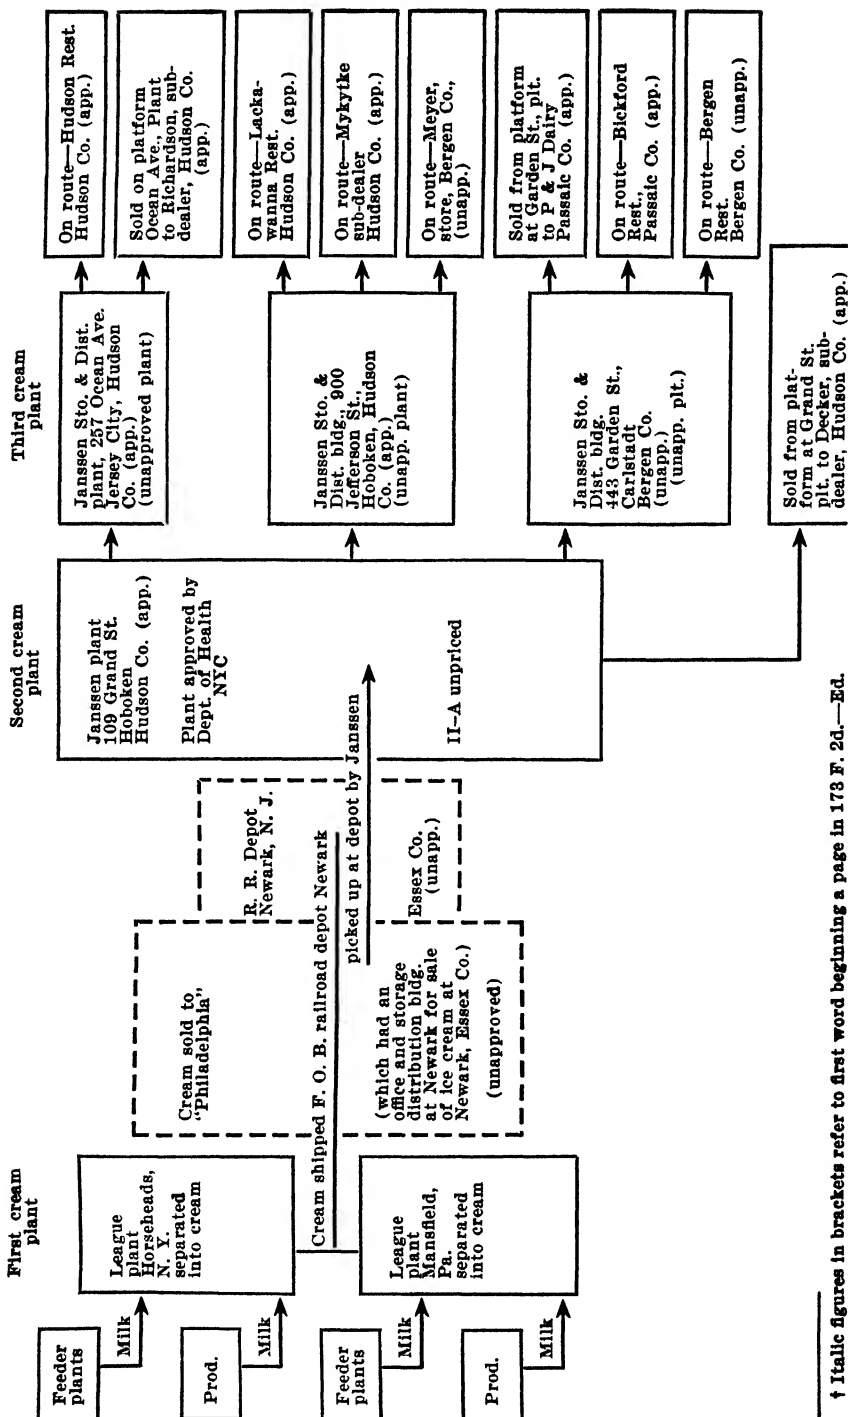 First cream
plant
Second cream
plant
Third cream
plant
Feeder
plants
Milk
Prod.
Milk
Feeder
plants
Milk
Prod.
Milk
League
plant
Horseheads,
N. Y.
separated
into cream
League
plant
Mansfield,
Pa.
separated
into cream
Cream shipped F. O. B. railroad depot Newark
Cream sold to
"Philadelphia"
(which had an
office and storage
distribution bldg.
at Newark for sale
of ice cream at
Newark, Essex Co.)
(unapproved)
R. R. Depot
Newark, N. J.
picked up at depot by Janssen
Essex Co.
(unapp.)
Janssen plant
109 Grand St.
Hoboken
Hudson Co. (app.)
Plant approved by
Dept. of Health
NYC
II-A unpriced
Janssen Sto. & Dist.
plant, 257 Ocean Ave.
Jersey City, Hudson
Co. (app.)
(unapproved plant)
Janssen Sto. &
Dist. bldg., 900
Jefferson St.,
Hoboken, Hudson
Co. (app.)
(unapp. plant)
Janssen Sto. &
Dist. bldg.
443 Garden St.,
Carlstadt
Bergen Co.
(unapp.)
(unapp. plt.)
Sold from plat-
form at Grand St.
plt. to Decker, sub-
dealer, Hudson Co. (app.)
On route—Hudson Rest.
Hudson Co. (app.)
Sold on platform
Ocean Ave., Plant
to Richardson, sub-
dealer, Hudson Co.
(app.)
On route—Lacka-
wanna Rest.
Hudson Co. (app.)
On route—Mykytke
sub-dealer
Hudson Co. (app.)
On route—Meyer,
store, Bergen Co.,
(unapp.)
Sold from platform
at Garden St., plt.
to P & J Dairy
Passaic Co. (app.)
On route—Bickford
Rest.,
Passaic Co. (app.)
On route—Bergen
Rest.
Bergen Co. (unapp.)
† Italic figures in brackets refer to first word beginning a page in 173 F. 2d.—Ed.